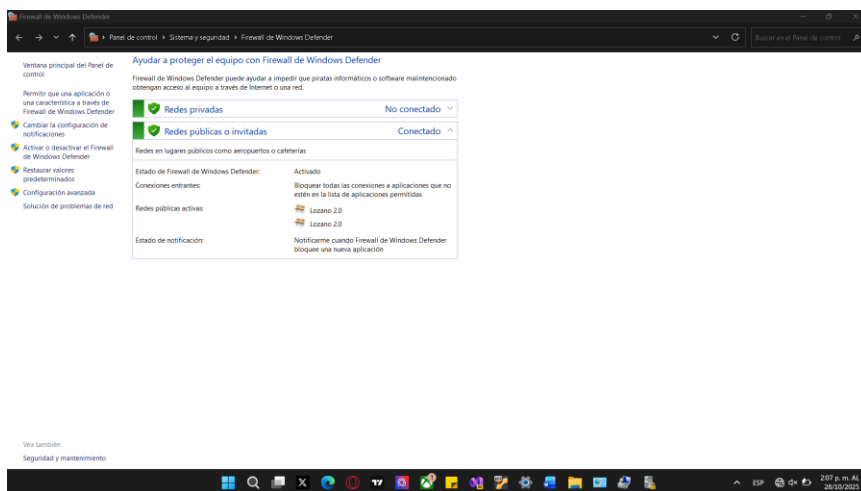 Firewall de Windows Defender
Panel de control > Sistema y seguridad > Firewall de Windows Defender
Buscar en el Panel de control
Ventana principal del Panel de
control
Permitir que una aplicación o
una característica a través de
Firewall de Windows Defender
Cambiar la configuración de
notificaciones
Activar o desactivar el Firewall
de Windows Defender
Restaurar valores
predeterminados
Configuración avanzada
Solución de problemas de red
Ayudar a proteger el equipo con Firewall de Windows Defender
Firewall de Windows Defender puede ayudar a impedir que piratas informáticos o software malintencionado
obtengan acceso al equipo a través de Internet o una red.
Redes privadas No conectado
Redes públicas o invitadas Conectado
Redes en lugares públicos como aeropuertos o cafeterías
Estado de Firewall de Windows Defender: Activado
Conexiones entrantes: Bloquear todas las conexiones a aplicaciones que no
estén en la lista de aplicaciones permitidas
Redes públicas activas: Lozano 2.0
Lozano 2.0
Estado de notificación: Notificarme cuando Firewall de Windows Defender
bloquee una nueva aplicación
Vea también
Seguridad y mantenimiento
ESP
2:07 p. m. AL
28/10/2025